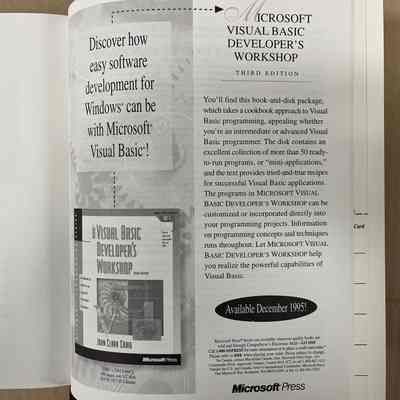 Discover how
easy software
development for
Windows® can be
with Microsoft®
Visual Basic®!
VISUAL BASIC
DEVELOPER'S
WORKSHOP
JOHN CLARK CRAIG
Microsoft Press
MICROSOFT
VISUAL BASIC
DEVELOPER'S
WORKSHOP
THIRD EDITION
You'll find this book-and-disk package,
which takes a cookbook approach to Visual
Basic programming, appealing whether
you're an intermediate or advanced Visual
Basic programmer. The disk contains an
excellent collection of more than 50 ready-
to-run programs, or "mini-applications,"
and the text provides tried-and-true recipes
for successful Visual Basic applications.
The programs in MICROSOFT VISUAL
BASIC DEVELOPER'S WORKSHOP can be
customized or incorporated directly into
your programming projects. Information
on programming concepts and techniques
runs throughout. Let MICROSOFT VISUAL
BASIC DEVELOPER'S WORKSHOP help
you realize the powerful capabilities of
Visual Basic.
Available December 1995!
Microsoft Press
Card